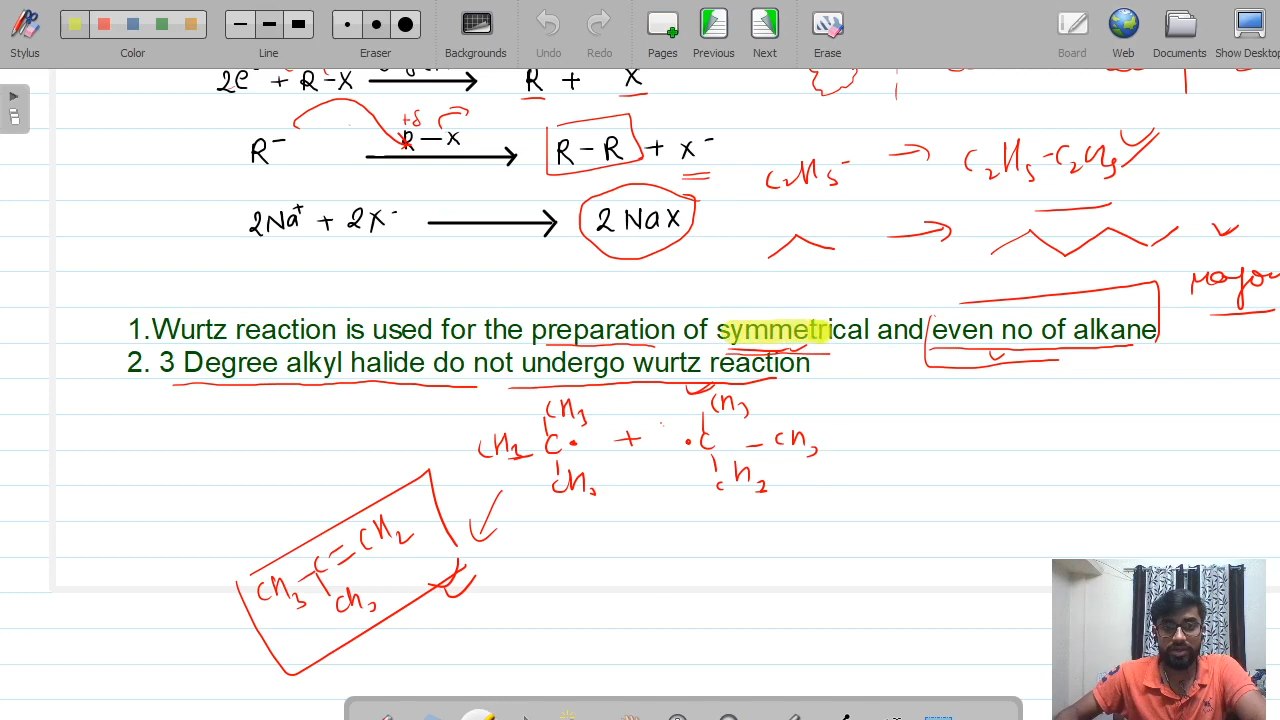 Stylus Color Line Eraser Backgrounds Undo Redo Pages Previous Next Erase Board Web Documents Show Desktop
2e⁻ + R-X → R + X
R⁻ → R-R + X⁻
+δ
R-X
C₂H₅⁻ → C₂H₅-C₂H₅
2Na⁺ + 2X⁻ → 2NaX
major
1.Wurtz reaction is used for the preparation of symmetrical and even no of alkane
2. 3 Degree alkyl halide do not undergo wurtz reaction
CH₃ CH₃
CH₃ C• + •C - CH₃
CH₃ CH₃
CH₃-C=CH₂
CH₃